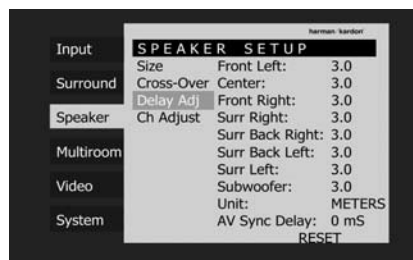 harman/kardon
SPEAKER SETUP
Input
Surround
Speaker
Multiroom
Video
System
Size
Cross-Over
Delay Adj
Ch Adjust
Front Left: 3.0
Center: 3.0
Front Right: 3.0
Surr Right: 3.0
Surr Back Right: 3.0
Surr Back Left: 3.0
Surr Left: 3.0
Subwoofer: 3.0
Unit: METERS
AV Sync Delay: 0 mS
RESET